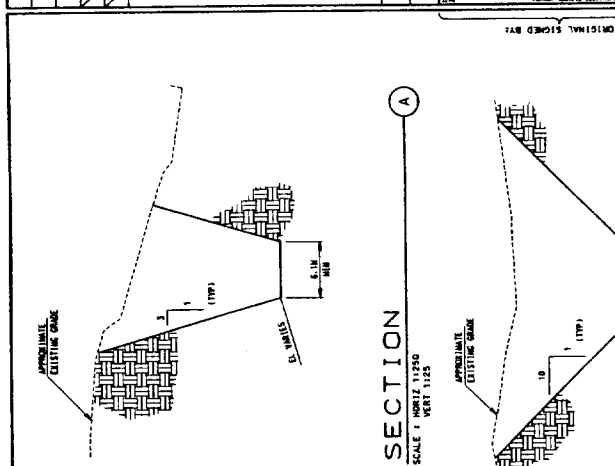 ORIGINAL SIGNED BY:
APPROXIMATE
EXISTING GRADE
3
1
(TYP)
6.1M
MIN
EL VARIES
SECTION
A
SCALE : HORIZ 1:250
VERT 1:25
APPROXIMATE
EXISTING GRADE
10
1
(TYP)